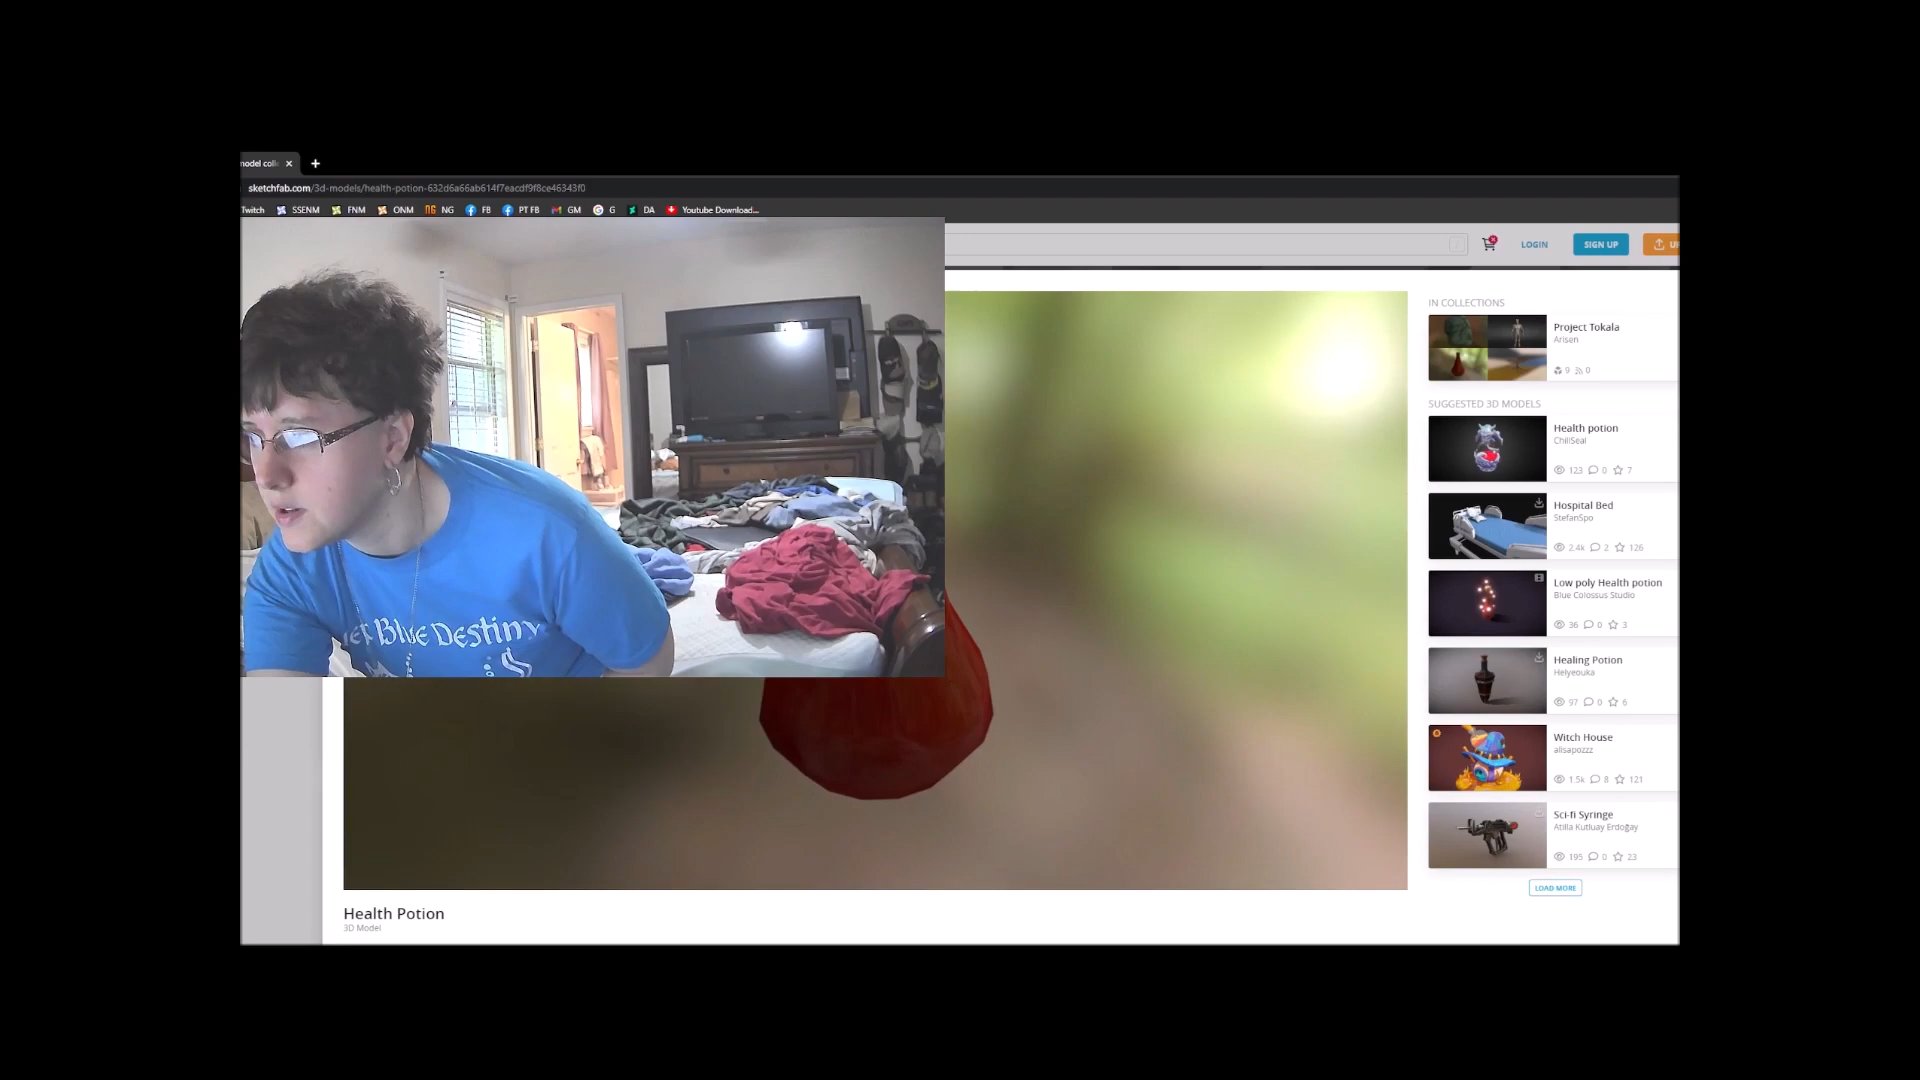 model coll
sketchfab.com/3d-models/health-potion-632d6a66ab614f7eacdf9f8ce46343f0
Twitch SSENM FNM ONM NG FB PT FB GM G DA Youtube Download...
LOGIN SIGN UP
IN COLLECTIONS
Project Tokala
Arisen
9 0
SUGGESTED 3D MODELS
Health potion
ChillSeal
123 0 7
Hospital Bed
StefanSpo
2.4k 2 126
Low poly Health potion
Blue Colossus Studio
36 0 3
Healing Potion
Helyeouka
97 0 6
Witch House
alisapozzz
1.5k 8 121
Sci-fi Syringe
Atilla Kutluay Erdoğay
195 0 23
LOAD MORE
Blue Destiny
Health Potion
3D Model